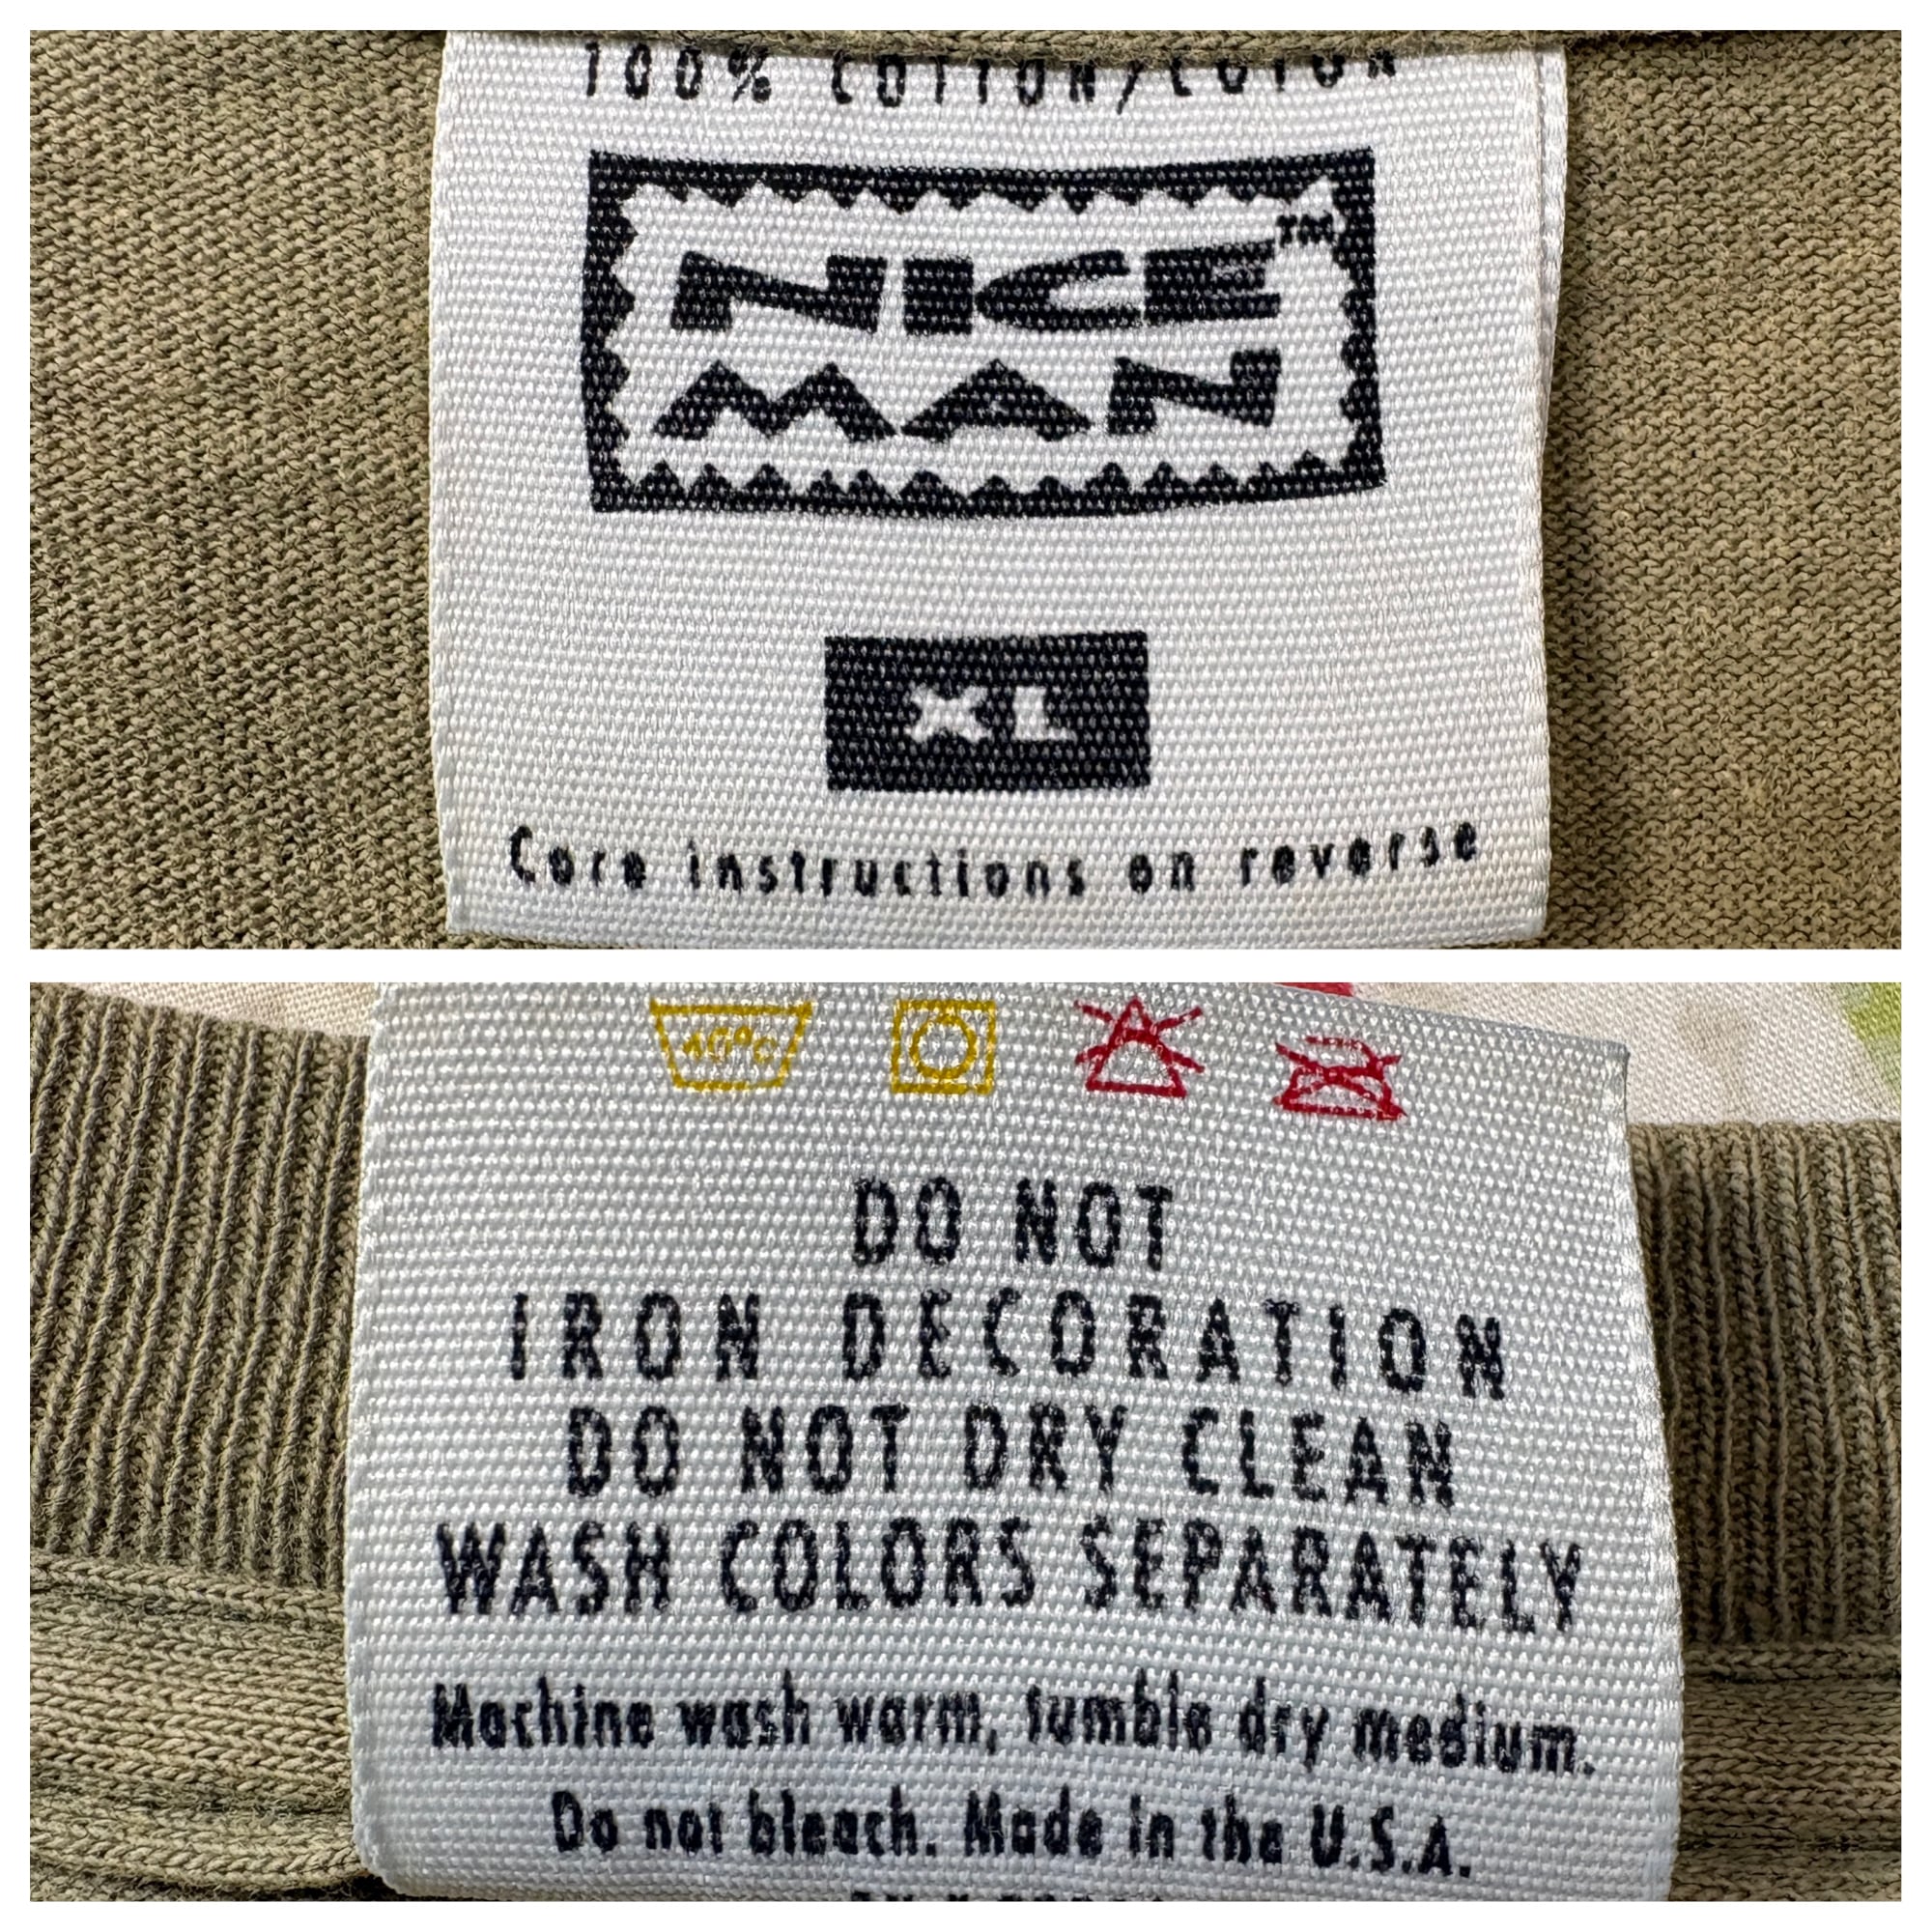 100% COTTON/COTON
NICE™
MAN
XL
Care instructions on reverse
40°C
DO NOT
IRON DECORATION
DO NOT DRY CLEAN
WASH COLORS SEPARATELY
Machine wash warm, tumble dry medium.
Do not bleach. Made in the U.S.A.